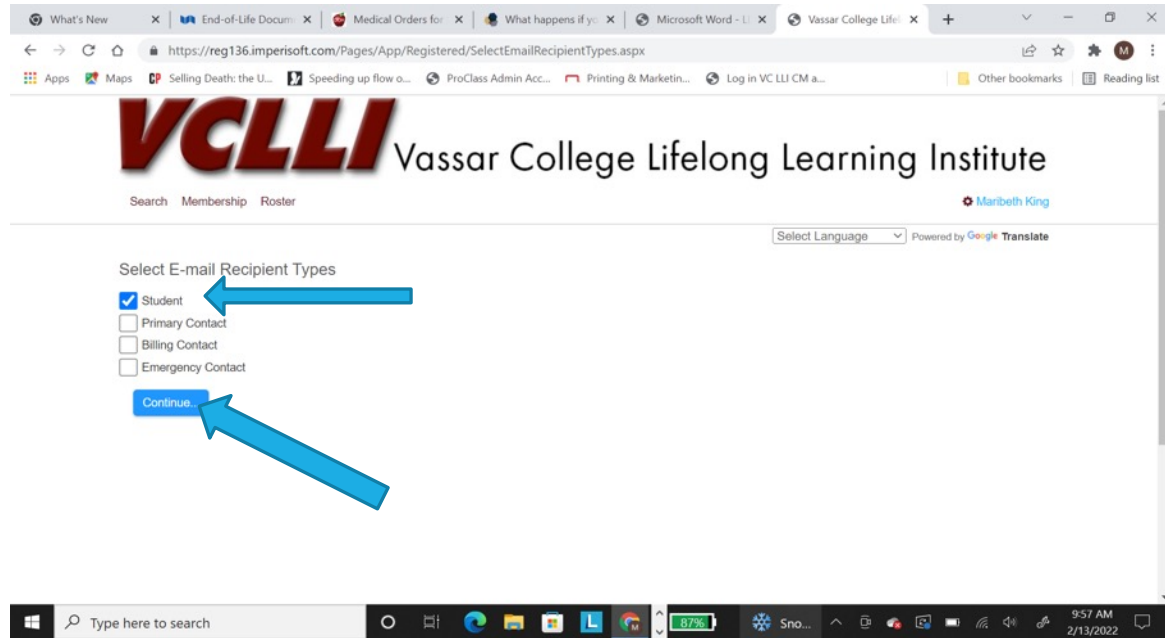 What's New
End-of-Life Docum
Medical Orders for
What happens if yo
Microsoft Word - L
Vassar College Lifel
https://reg136.imperisoft.com/Pages/App/Registered/SelectEmailRecipientTypes.aspx
M
Apps
Maps
Selling Death: the U...
Speeding up flow o...
ProClass Admin Acc...
Printing & Marketin...
Log in VC LLI CM a...
Other bookmarks
Reading list
VCLLI Vassar College Lifelong Learning Institute
Search Membership Roster
Maribeth King
Select Language Powered by Google Translate
Select E-mail Recipient Types
Student
Primary Contact
Billing Contact
Emergency Contact
Continue...
Type here to search
L
M
87%
Sno...
9:57 AM
2/13/2022